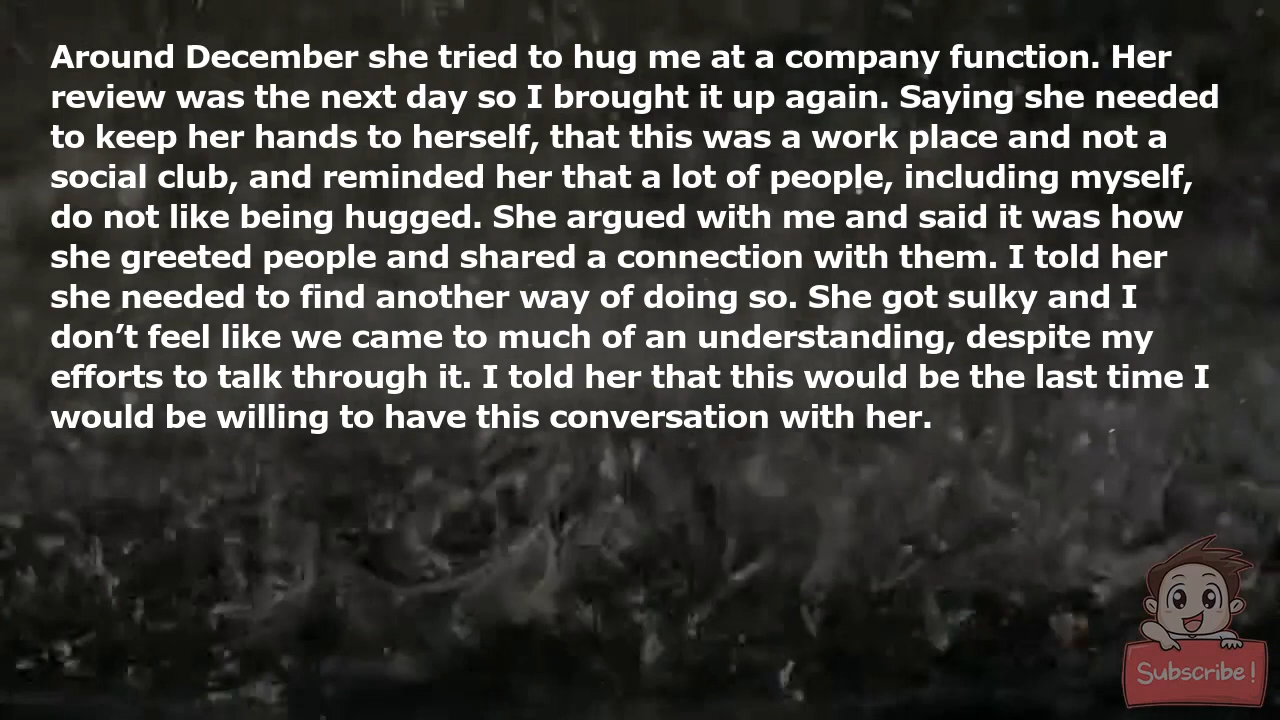 Around December she tried to hug me at a company function. Her
review was the next day so I brought it up again. Saying she needed
to keep her hands to herself, that this was a work place and not a
social club, and reminded her that a lot of people, including myself,
do not like being hugged. She argued with me and said it was how
she greeted people and shared a connection with them. I told her
she needed to find another way of doing so. She got sulky and I
don’t feel like we came to much of an understanding, despite my
efforts to talk through it. I told her that this would be the last time I
would be willing to have this conversation with her.
Subscribe!